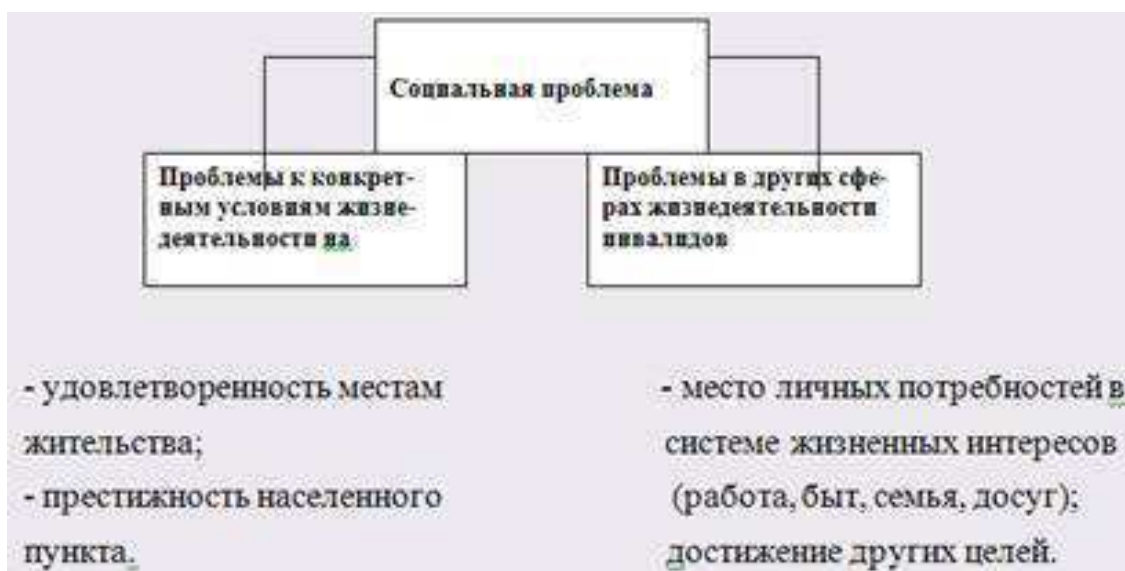 Социальная проблема
Проблемы к конкрет-
ным условиям жизне-
деятельности на
Проблемы в других сфе-
рах жизнедеятельности
инвалидов
- удовлетворенность местам
жительства;
- престижность населенного
пункта.
- место личных потребностей в
системе жизненных интересов
(работа, быт, семья, досуг);
достижение других целей.